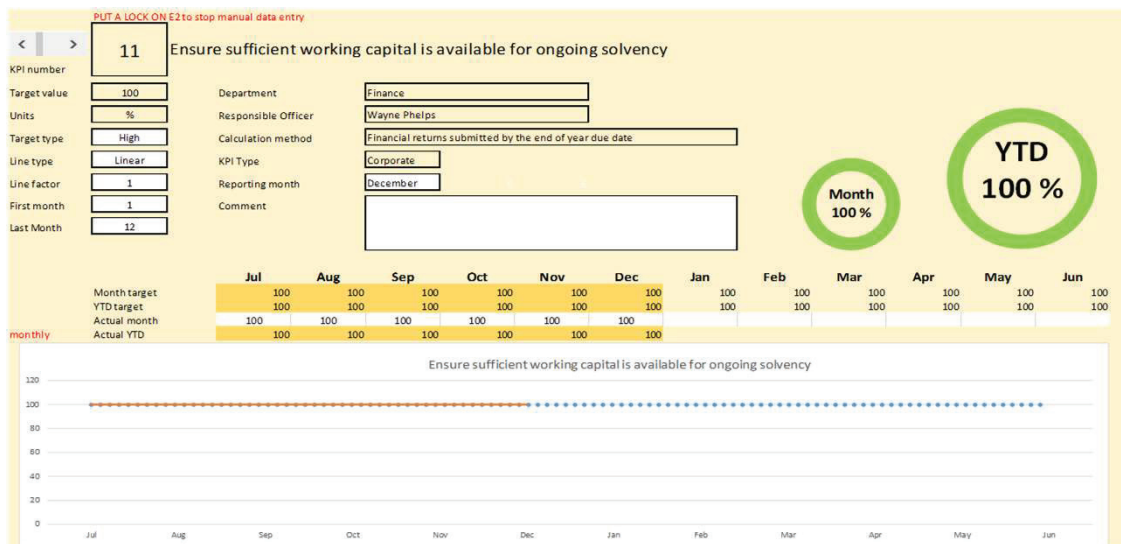 PUT A LOCK ON E2 to stop manual data entry
< >
11
Ensure sufficient working capital is available for ongoing solvency
KPI number
Target value 100 Department Finance
Units % Responsible Officer Wayne Phelps
Target type High Calculation method Financial returns submitted by the end of year due date
Line type Linear KPI Type Corporate
Line factor 1 Reporting month December
First month 1 Comment
Last Month 12
Month
100 %
YTD
100 %
Jul Aug Sep Oct Nov Dec Jan Feb Mar Apr May Jun
Month target 100 100 100 100 100 100 100 100 100 100 100 100
YTD target 100 100 100 100 100 100 100 100 100 100 100 100
Actual month 100 100 100 100 100 100
monthly Actual YTD 100 100 100 100 100 100
Ensure sufficient working capital is available for ongoing solvency
120
100
80
60
40
20
0
Jul Aug Sep Oct Nov Dec Jan Feb Mar Apr May Jun